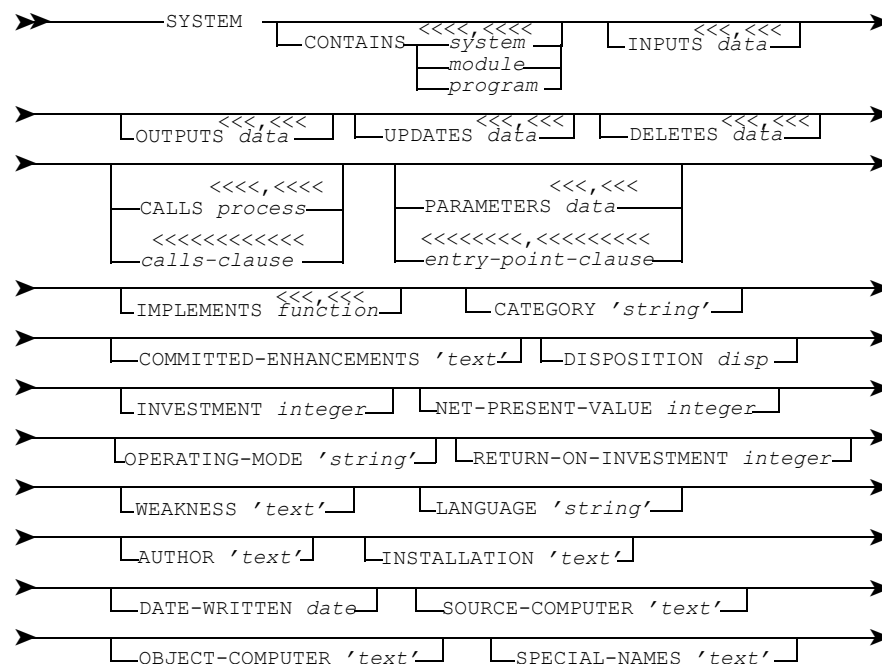 SYSTEM
<<<<,<<<< <<<,<<<
CONTAINS system INPUTS data
module
program
<<<,<<< <<<,<<< <<<,<<<
OUTPUTS data UPDATES data DELETES data
<<<<,<<<< <<<,<<<
CALLS process PARAMETERS data
<<<<<<<<<<<< <<<<<<<<,<<<<<<<<<
calls-clause entry-point-clause
<<<,<<<
IMPLEMENTS function CATEGORY 'string'
COMMITTED-ENHANCEMENTS 'text' DISPOSITION disp
INVESTMENT integer NET-PRESENT-VALUE integer
OPERATING-MODE 'string' RETURN-ON-INVESTMENT integer
WEAKNESS 'text' LANGUAGE 'string'
AUTHOR 'text' INSTALLATION 'text'
DATE-WRITTEN date SOURCE-COMPUTER 'text'
OBJECT-COMPUTER 'text' SPECIAL-NAMES 'text'